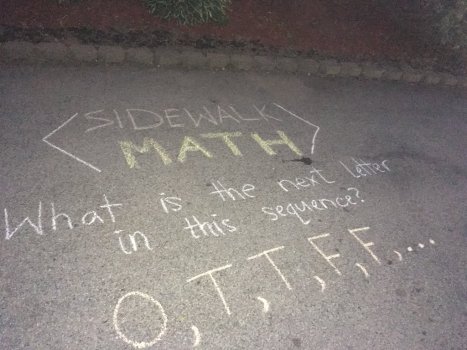 SIDEWALK
MATH
What is the next letter
in this sequence?
O, T, T, F, F, ...